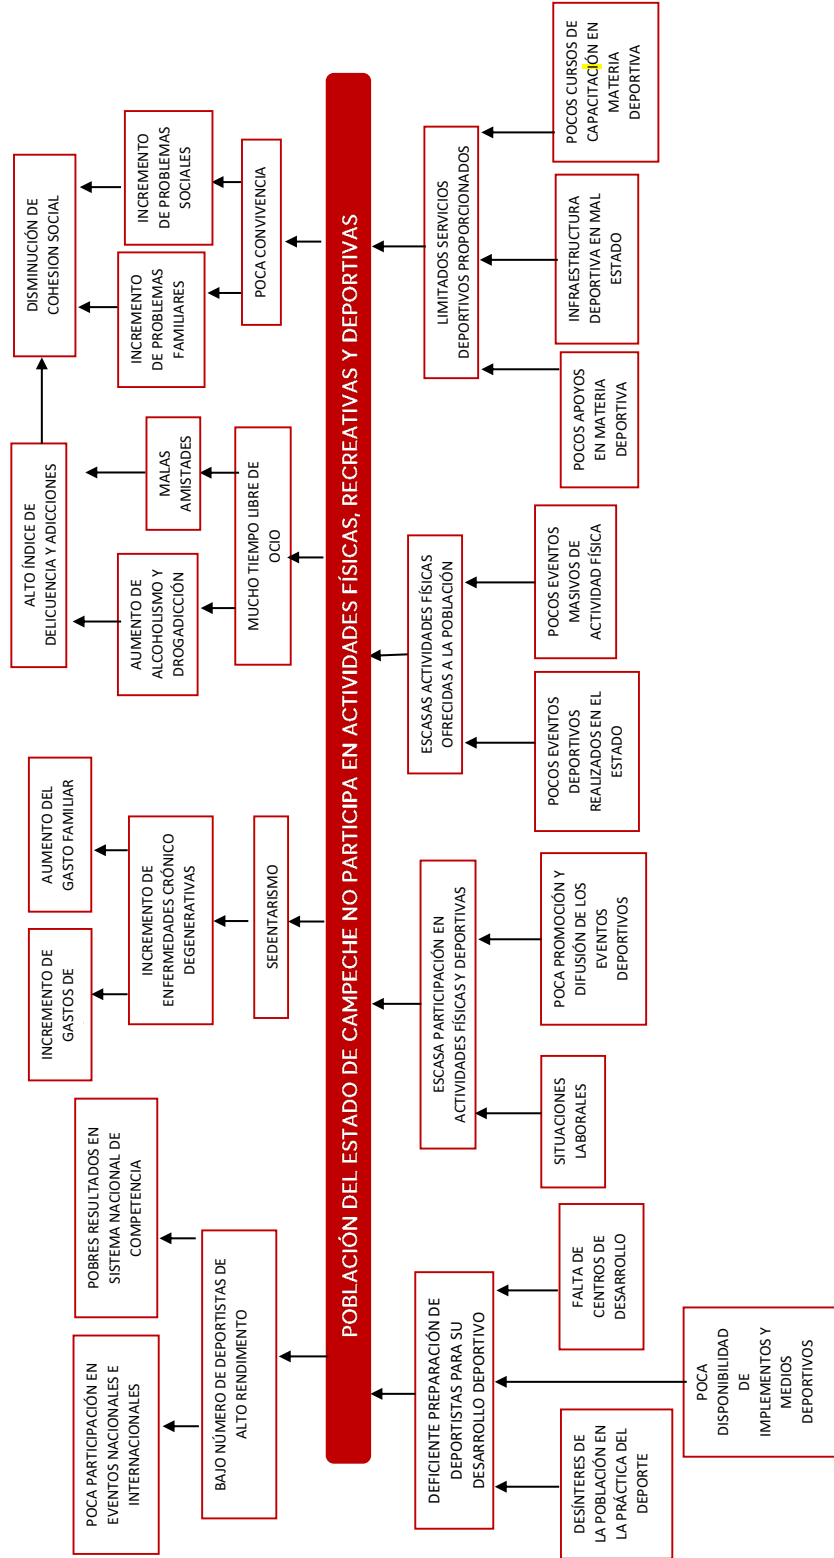 POCA PARTICIPACIÓN EN
EVENTOS NACIONALES E
INTERNACIONALES
POBRES RESULTADOS EN
SISTEMA NACIONAL DE
COMPETENCIA
BAJO NÚMERO DE DEPORTISTAS DE
ALTO RENDIMIENTO
INCREMENTO DE
GASTOS DE
AUMENTO DEL
GASTO FAMILIAR
INCREMENTO DE
ENFERMEDADES CRÓNICO
DEGENERATIVAS
SEDENTARISMO
ALTO ÍNDICE DE
DELICUENCIA Y ADICCIONES
AUMENTO DE
ALCOHOLISMO Y
DROGADICCIÓN
MALAS
AMISTADES
MUCHO TIEMPO LIBRE DE
OCIO
DISMINUCIÓN DE
COHESION SOCIAL
INCREMENTO
DE PROBLEMAS
FAMILIARES
INCREMENTO
DE PROBLEMAS
SOCIALES
POCA CONVIVENCIA
POBLACIÓN DEL ESTADO DE CAMPECHE NO PARTICIPA EN ACTIVIDADES FÍSICAS, RECREATIVAS Y DEPORTIVAS
DEFICIENTE PREPARACIÓN DE
DEPORTISTAS PARA SU
DESARROLLO DEPORTIVO
DESÍNTERES DE
LA POBLACIÓN EN
LA PRÁCTICA DEL
DEPORTE
POCA
DISPONIBILIDAD
DE
IMPLEMENTOS Y
MEDIOS
DEPORTIVOS
FALTA DE
CENTROS DE
DESARROLLO
ESCASA PARTICIPACIÓN EN
ACTIVIDADES FÍSICAS Y DEPORTIVAS
SITUACIONES
LABORALES
POCA PROMOCIÓN Y
DIFUSIÓN DE LOS
EVENTOS
DEPORTIVOS
ESCASAS ACTIVIDADES FÍSICAS
OFRECIDAS A LA POBLACIÓN
POCOS EVENTOS
DEPORTIVOS
REALIZADOS EN EL
ESTADO
POCOS EVENTOS
MASIVOS DE
ACTIVIDAD FÍSICA
LIMITADOS SERVICIOS
DEPORTIVOS PROPORCIONADOS
POCOS APOYOS
EN MATERIA
DEPORTIVA
INFRAESTRUCTURA
DEPORTIVA EN MAL
ESTADO
POCOS CURSOS DE
CAPACITACIÓN EN
MATERIA
DEPORTIVA